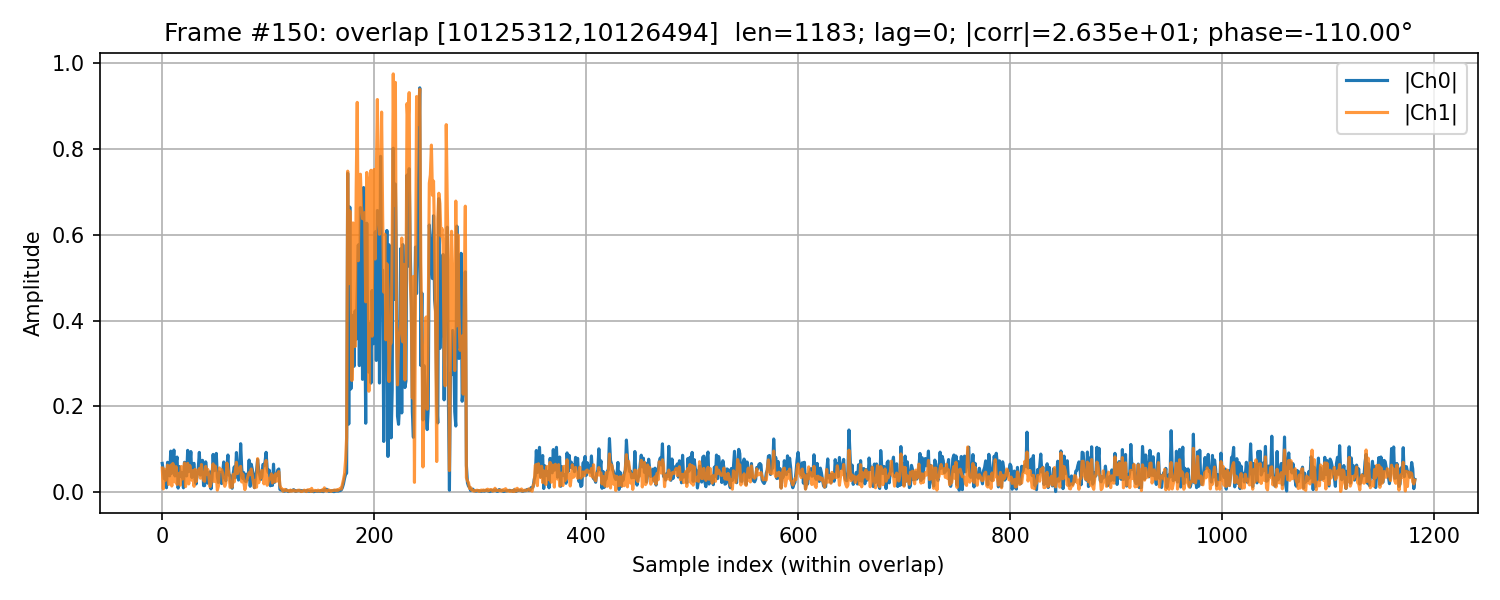 Frame #150: overlap [10125312,10126494]  len=1183; lag=0; |corr|=2.635e+01; phase=-110.00°
1.0
0.8
0.6
0.4
0.2
0.0
Amplitude
|Ch0|
|Ch1|
0 200 400 600 800 1000 1200
Sample index (within overlap)